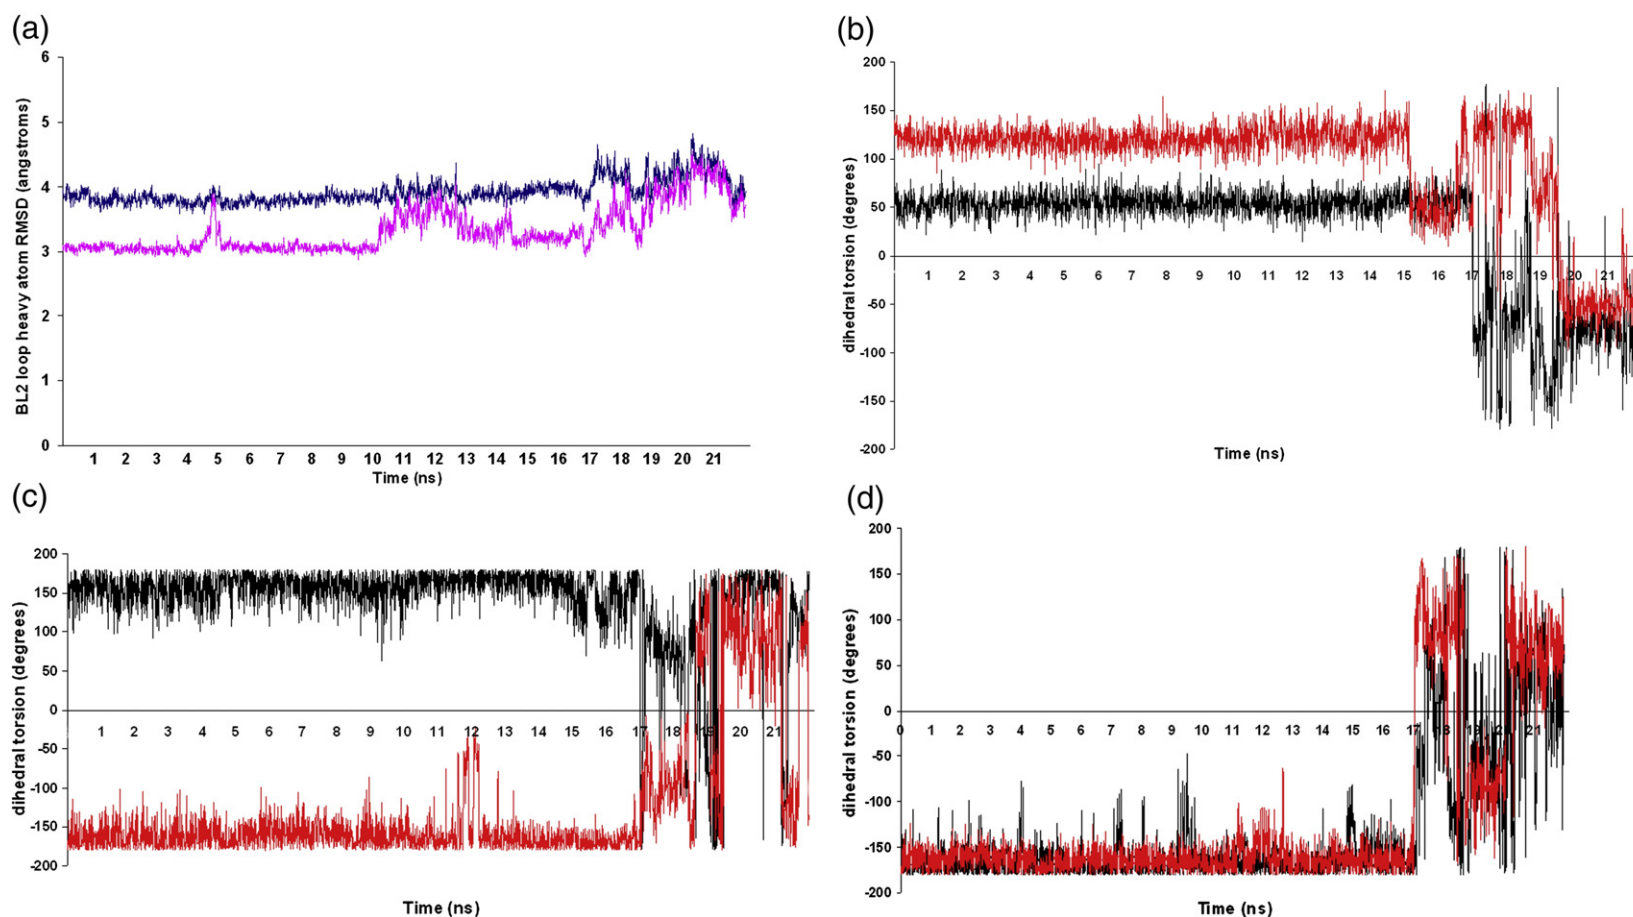 (a)
BL2 loop heavy atom RMSD (angstroms)
6
5
4
3
2
1
0
1 2 3 4 5 6 7 8 9 10 11 12 13 14 15 16 17 18 19 20 21
Time (ns)
(b)
dihedral torsion (degrees)
200
150
100
50
0
-50
-100
-150
-200
1 2 3 4 5 6 7 8 9 10 11 12 13 14 15 16 17 18 19 20 21
Time (ns)
(c)
dihedral torsion (degrees)
200
150
100
50
0
-50
-100
-150
-200
1 2 3 4 5 6 7 8 9 10 11 12 13 14 15 16 17 18 19 20 21
Time (ns)
(d)
dihedral torsion (degrees)
200
150
100
50
0
-50
-100
-150
-200
0 1 2 3 4 5 6 7 8 9 10 11 12 13 14 15 16 17 18 19 20 21
Time (ns)